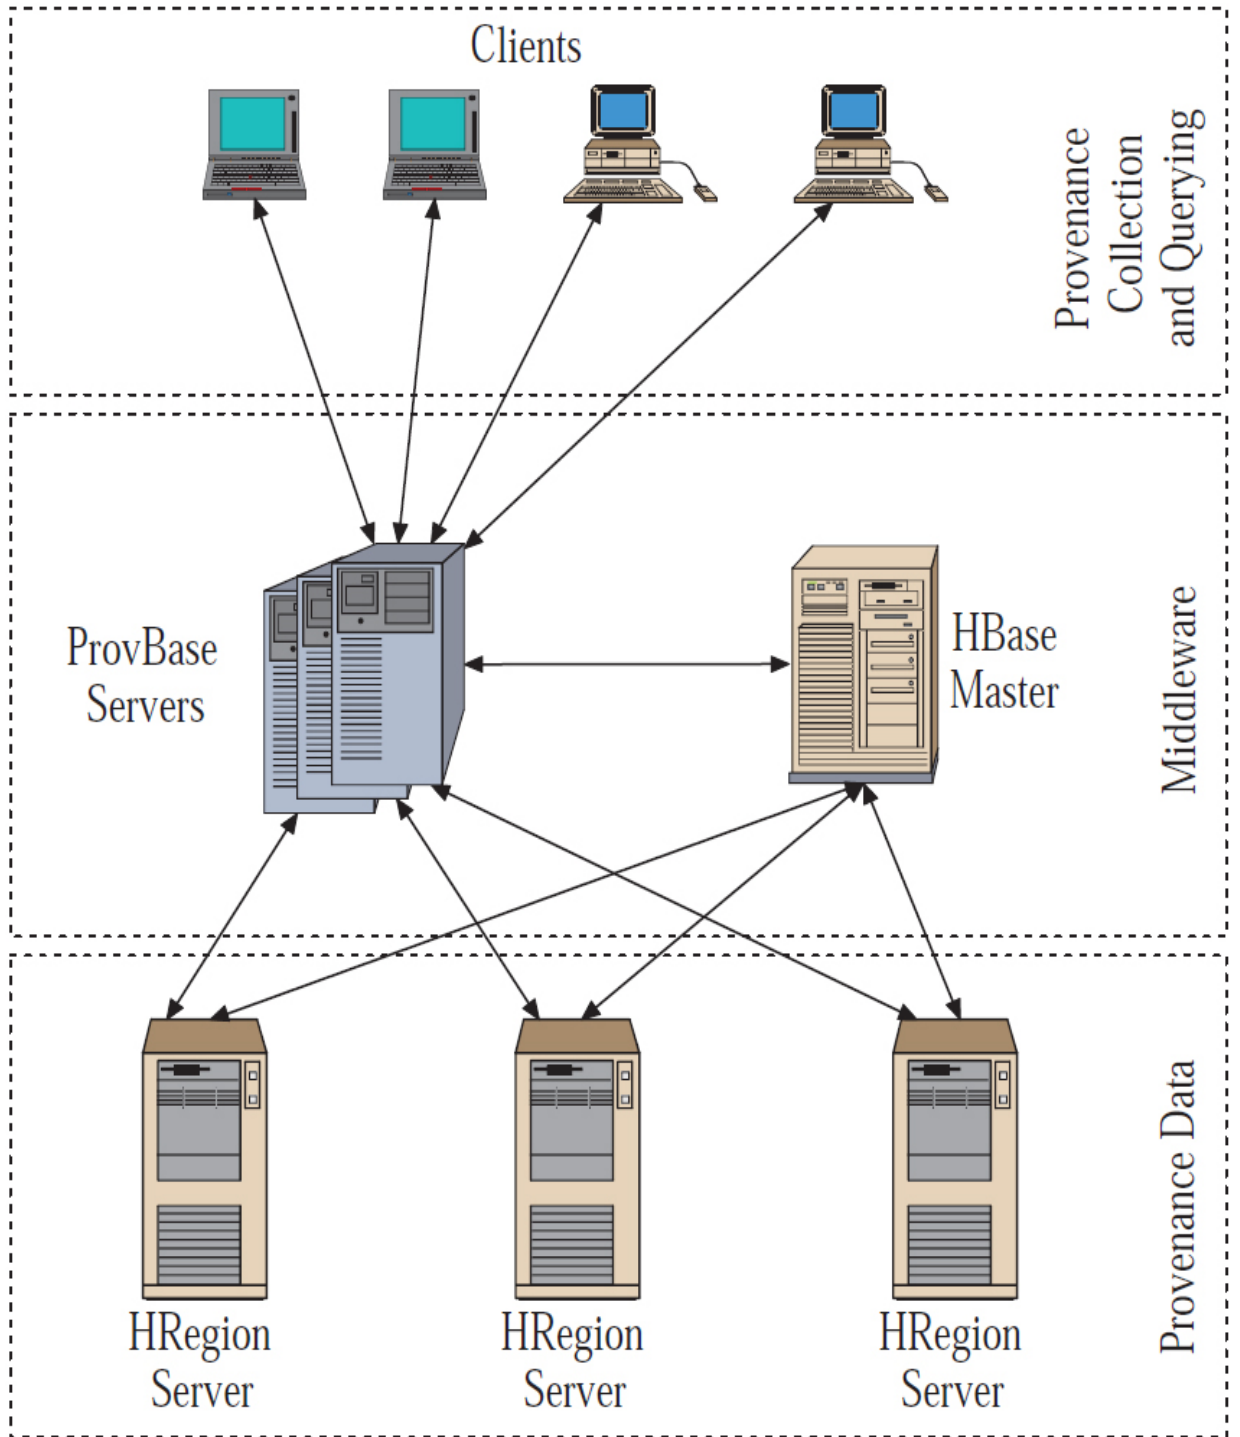 Clients
Provenance
Collection
and Querying
ProvBase
Servers
HBase
Master
Middleware
HRegion
Server
HRegion
Server
HRegion
Server
Provenance Data